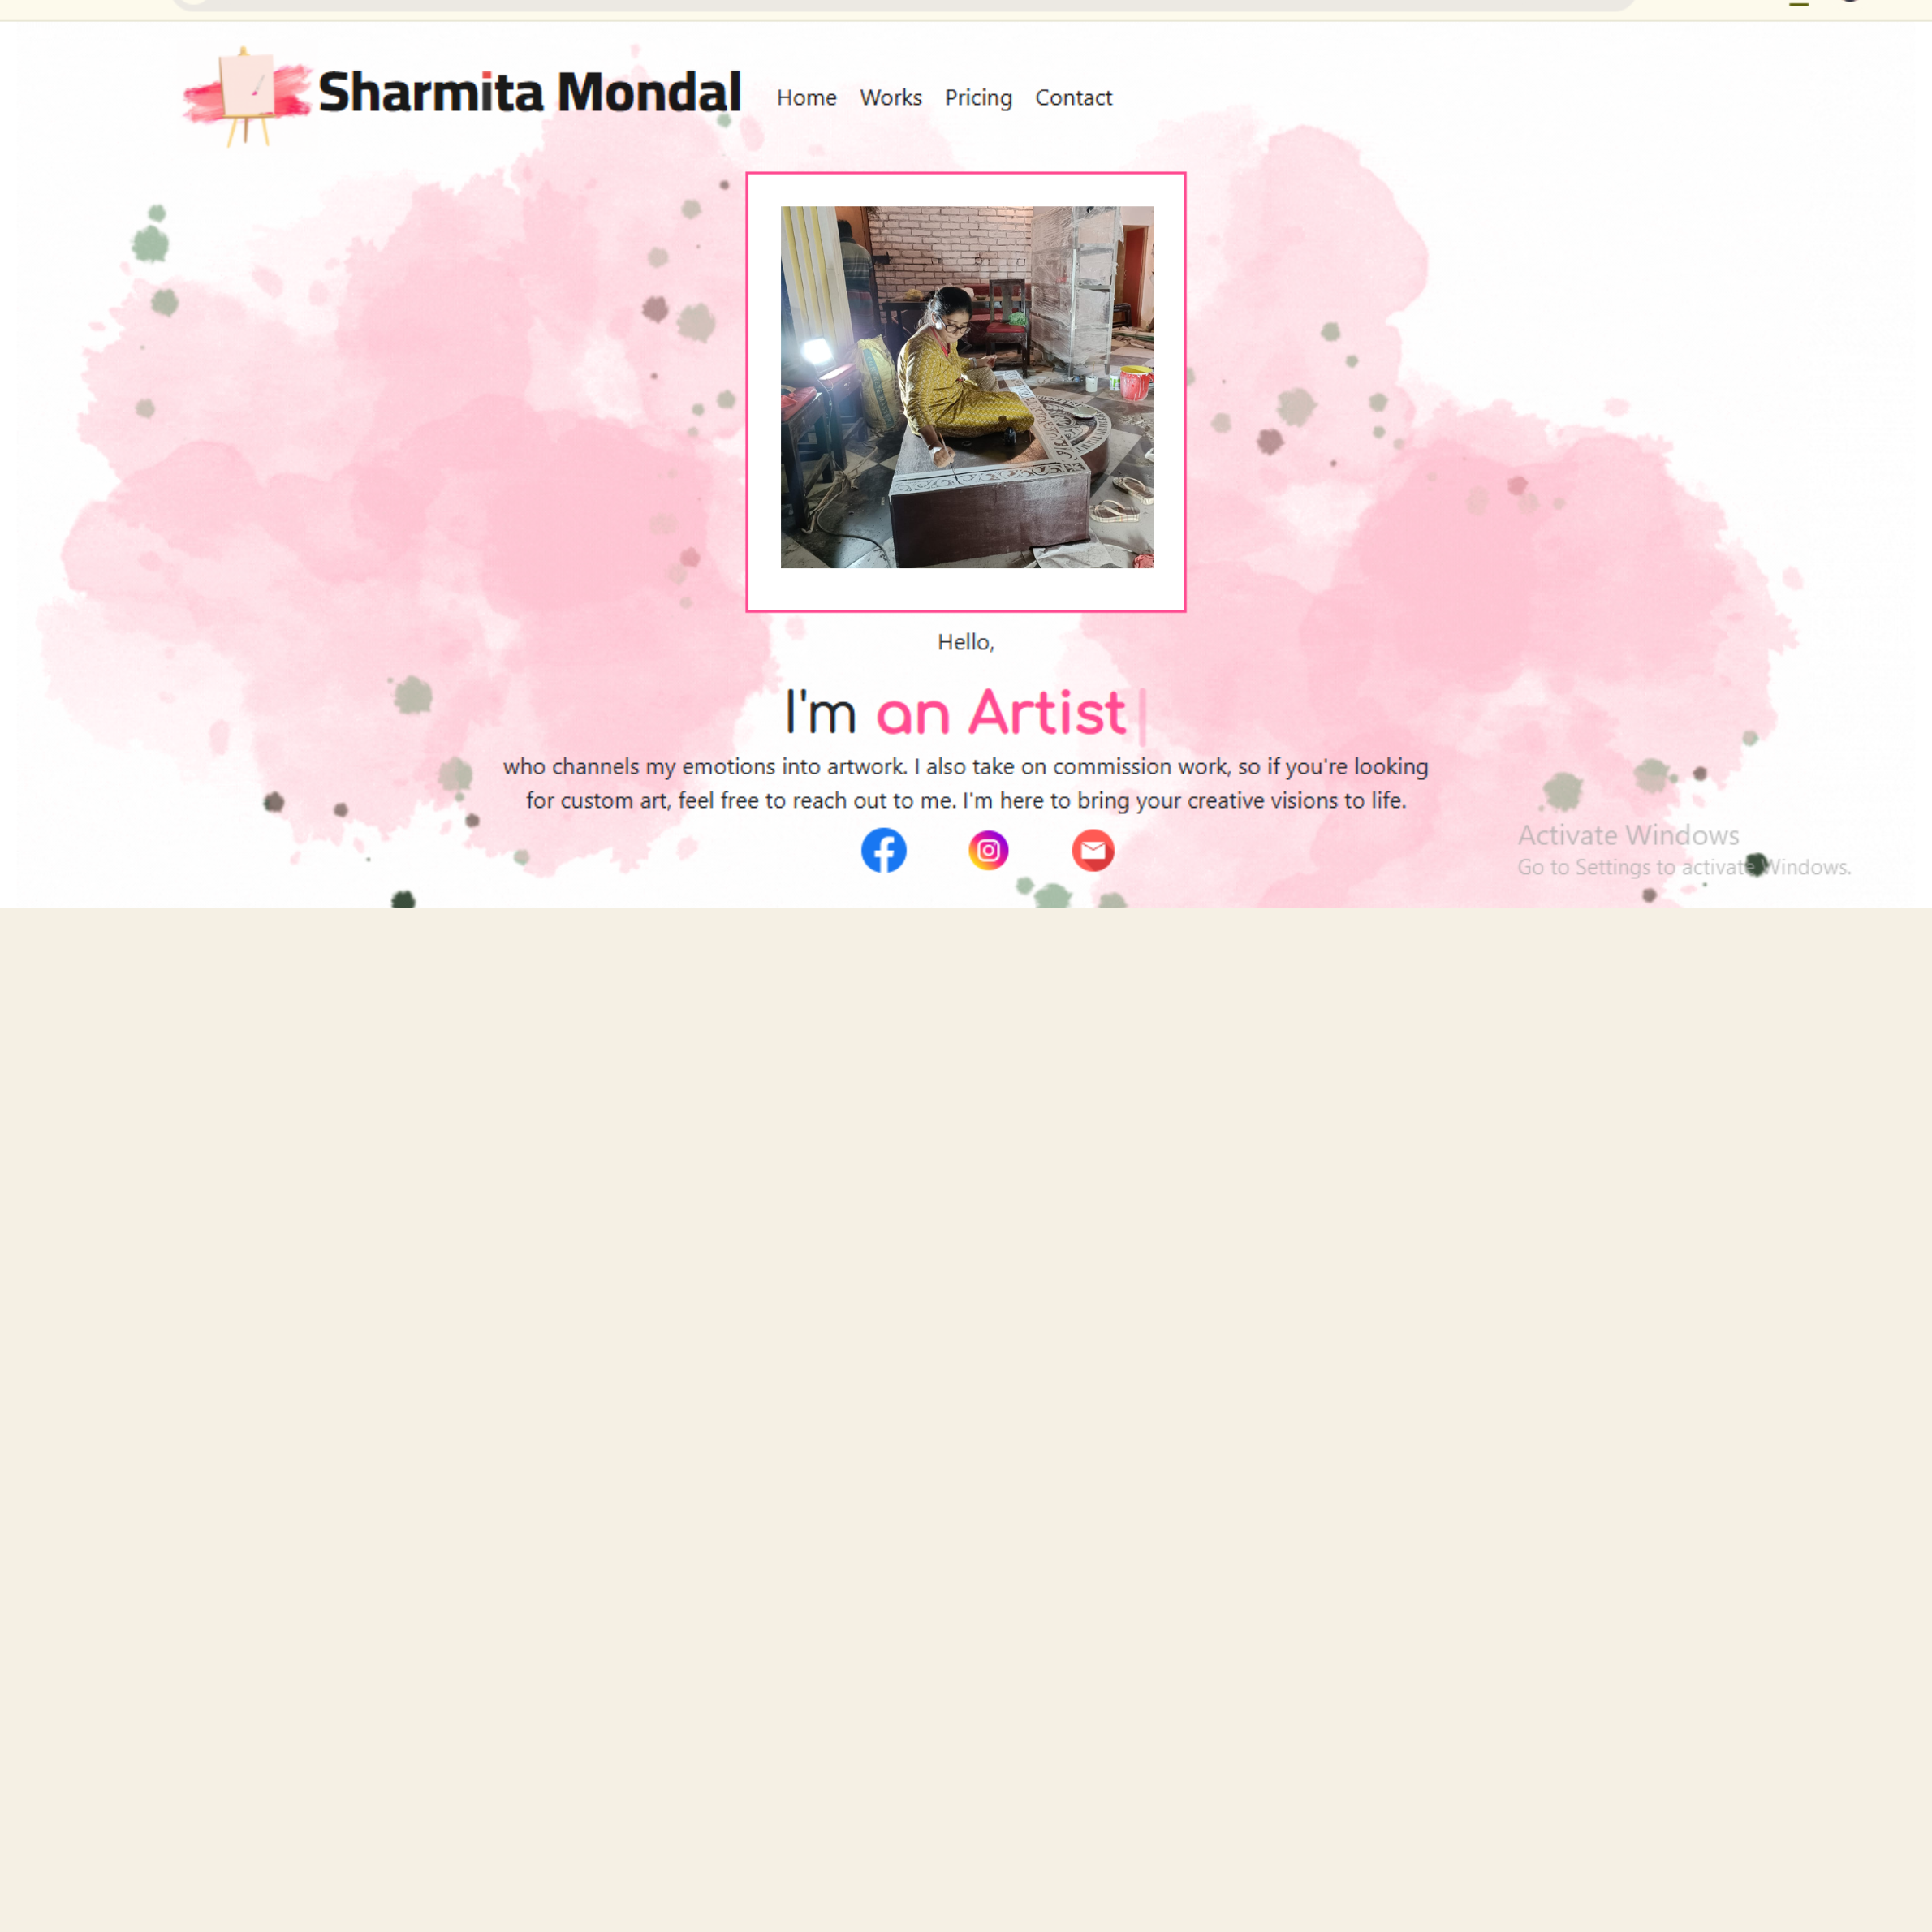 Sharmita Mondal
Home Works Pricing Contact
Hello,
I'm an Artist
who channels my emotions into artwork. I also take on commission work, so if you're looking
for custom art, feel free to reach out to me. I'm here to bring your creative visions to life.
Activate Windows
Go to Settings to activate Windows.